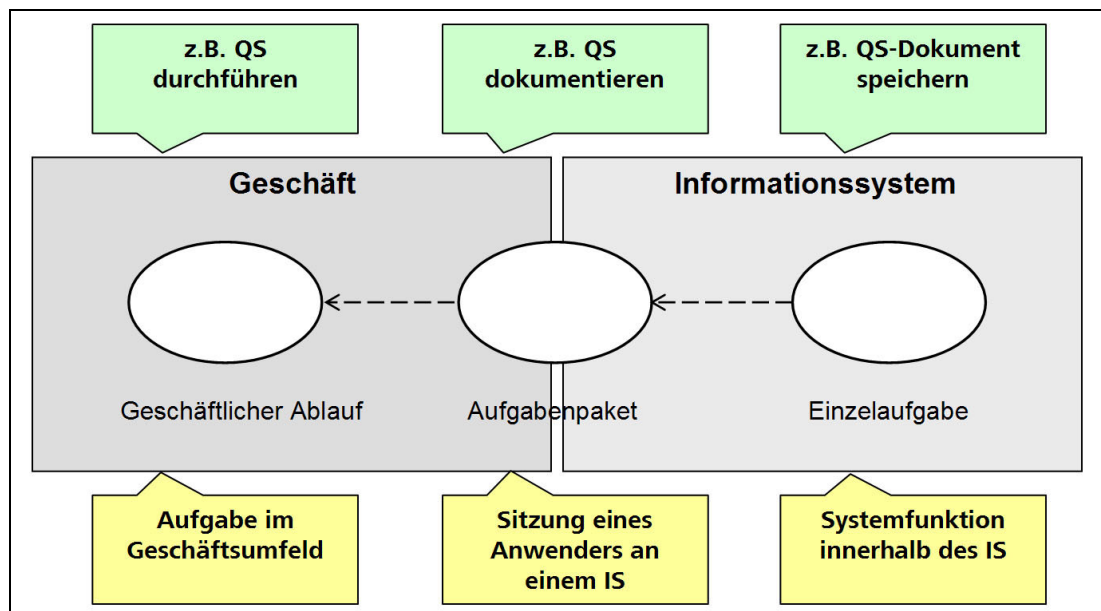 z.B. QS
durchführen
z.B. QS
dokumentieren
z.B. QS-Dokument
speichern
Geschäft
Informationssystem
Geschäftlicher Ablauf
Aufgabenpaket
Einzelaufgabe
Aufgabe im
Geschäftsumfeld
Sitzung eines
Anwenders an
einem IS
Systemfunktion
innerhalb des IS